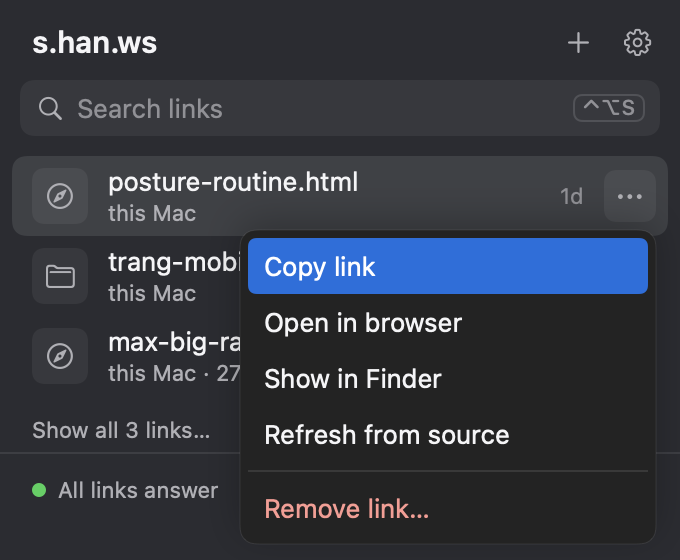 s.han.ws
Search links
⌃⌥S
posture-routine.html
this Mac
1d
trang-mobi
this Mac
max-big-ra
this Mac · 27
Show all 3 links…
All links answer
Copy link
Open in browser
Show in Finder
Refresh from source
Remove link…